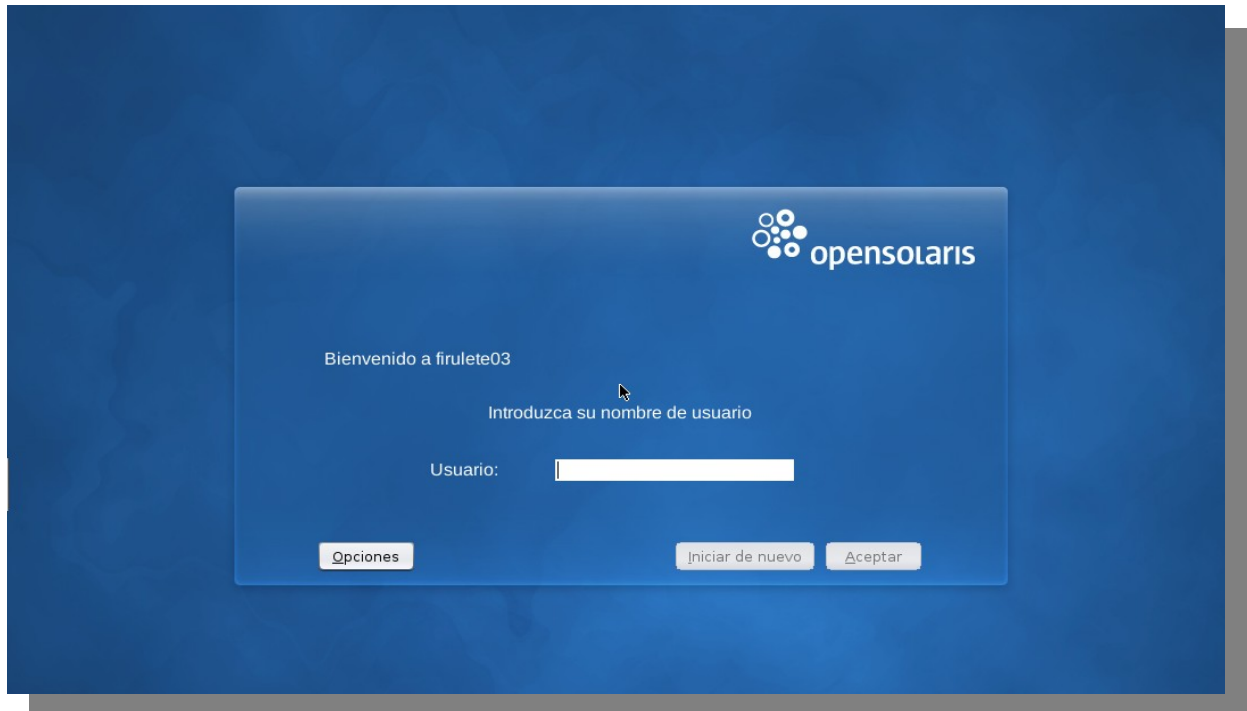 opensolaris
Bienvenido a firulete03
Introduzca su nombre de usuario
Usuario:
Opciones
Iniciar de nuevo
Aceptar